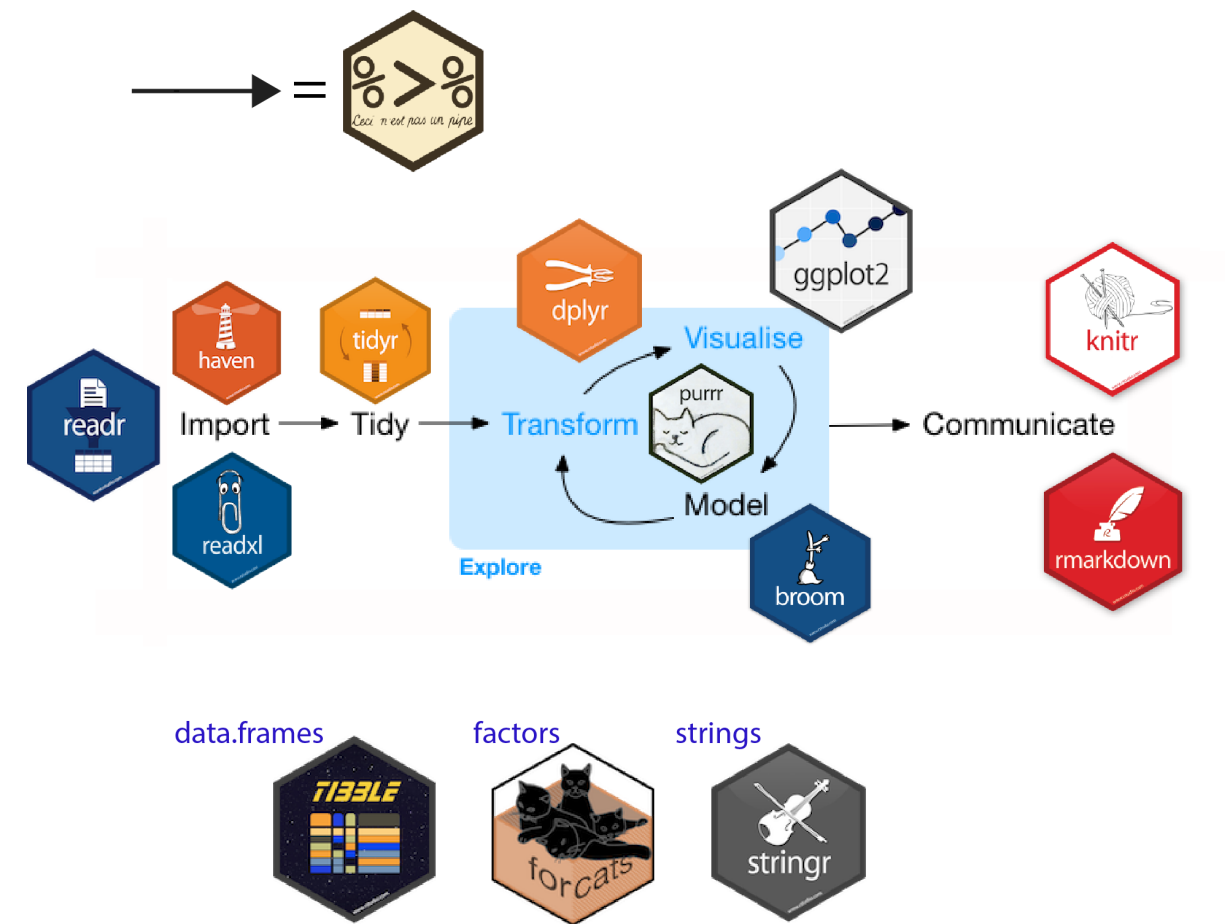 =
%>%
Ceci n'est pas un pipe
ggplot2
dplyr
haven
tidyr
knitr
Visualise
purrr
readr
Import
Tidy
Transform
Communicate
Model
readxl
Explore
broom
rmarkdown
data.frames
factors
strings
TIBBLE
forcats
stringr